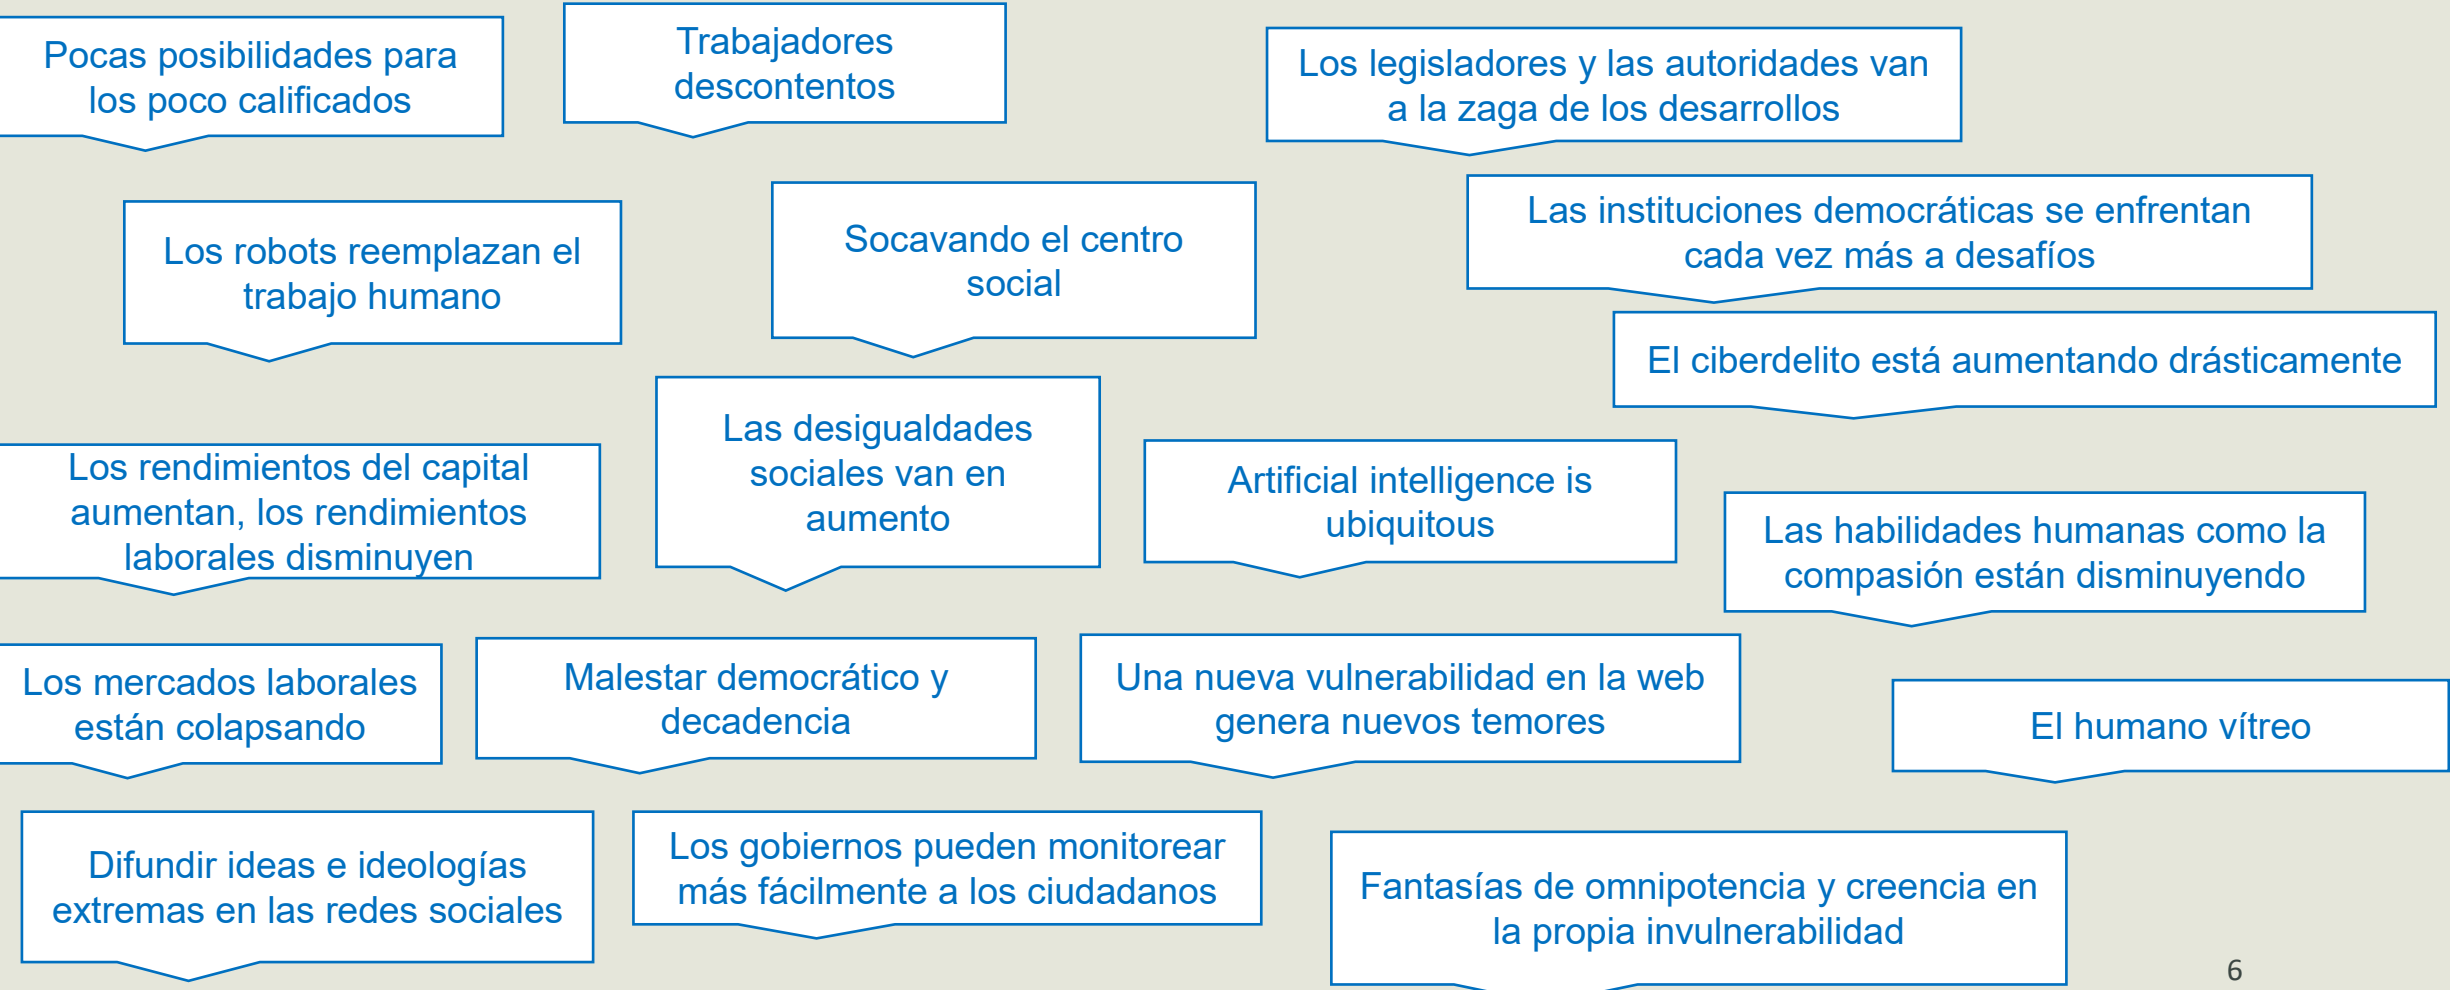 Pocas posibilidades para
los poco calificados
Trabajadores
descontentos
Los legisladores y las autoridades van
a la zaga de los desarrollos
Los robots reemplazan el
trabajo humano
Socavando el centro
social
Las instituciones democráticas se enfrentan
cada vez más a desafíos
El ciberdelito está aumentando drásticamente
Los rendimientos del capital
aumentan, los rendimientos
laborales disminuyen
Las desigualdades
sociales van en
aumento
Artificial intelligence is
ubiquitous
Las habilidades humanas como la
compasión están disminuyendo
Los mercados laborales
están colapsando
Malestar democrático y
decadencia
Una nueva vulnerabilidad en la web
genera nuevos temores
El humano vítreo
Difundir ideas e ideologías
extremas en las redes sociales
Los gobiernos pueden monitorear
más fácilmente a los ciudadanos
Fantasías de omnipotencia y creencia en
la propia invulnerabilidad
6